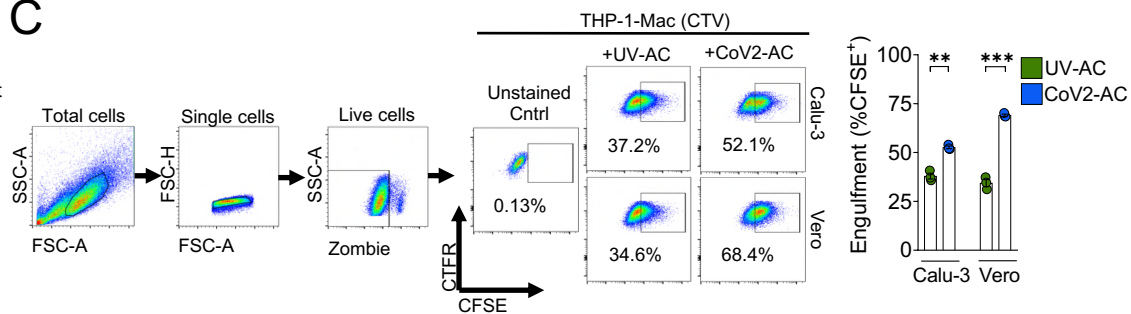 C
THP-1-Mac (CTV)
+UV-AC
+CoV2-AC
Total cells
SSC-A
FSC-A
Single cells
FSC-H
FSC-A
Live cells
SSC-A
Zombie
Unstained
Cntrl
0.13%
CTFR
CFSE
37.2%
52.1%
Calu-3
34.6%
68.4%
Vero
Engulfment (%CFSE+)
100
75
50
25
0
**
***
Calu-3
Vero
UV-AC
CoV2-AC